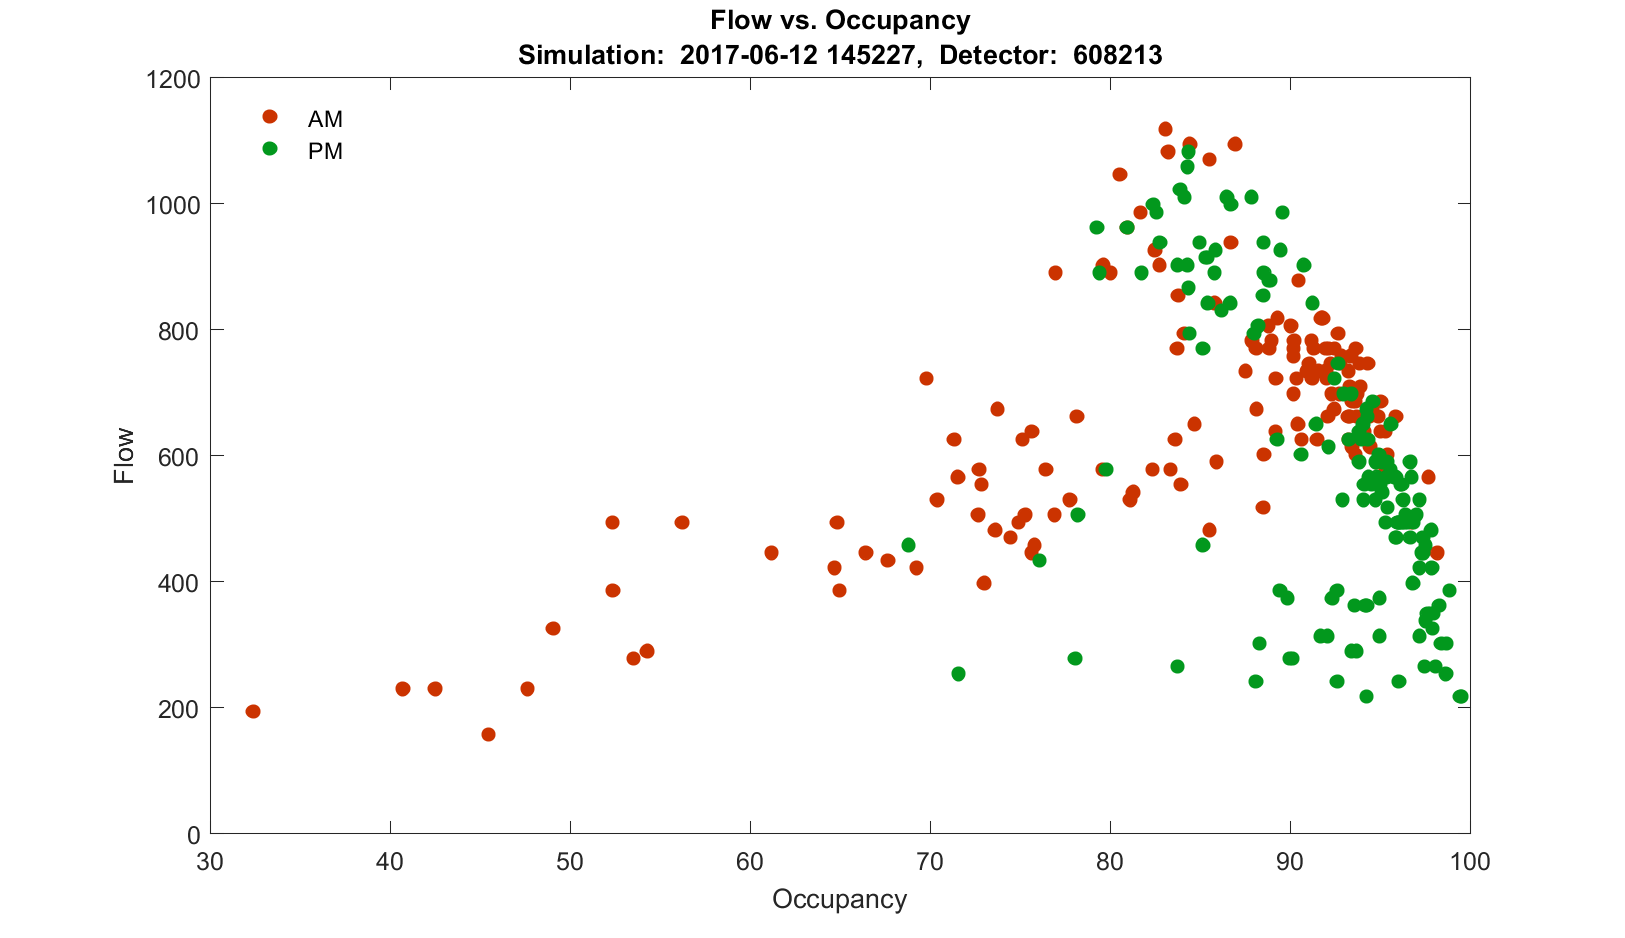 Flow vs. Occupancy
Simulation:  2017-06-12 145227,  Detector:  608213
1200
1000
800
600
400
200
0
Flow
AM
PM
30 40 50 60 70 80 90 100
Occupancy